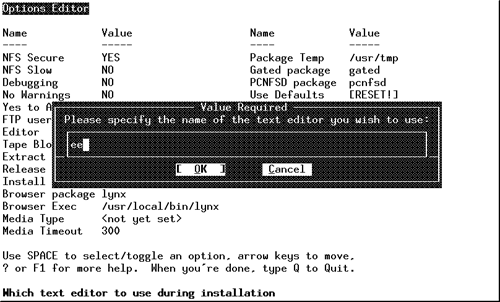 Options Editor
Name Value Name Value
---- ----- ---- -----
NFS Secure YES Package Temp /usr/tmp
NFS Slow NO Gated package gated
Debugging NO PCNFSD package pcnfsd
No Warnings NO Use Defaults [RESET!]
Yes to A
Value Required
FTP user
Please specify the name of the text editor you wish to use:
Editor
Tape Blo
ee
Extract
Release
[ OK ] Cancel
Install
Browser package lynx
Browser Exec /usr/local/bin/lynx
Media Type <not yet set>
Media Timeout 300
Use SPACE to select/toggle an option, arrow keys to move,
? or F1 for more help. When you're done, type Q to Quit.
Which text editor to use during installation